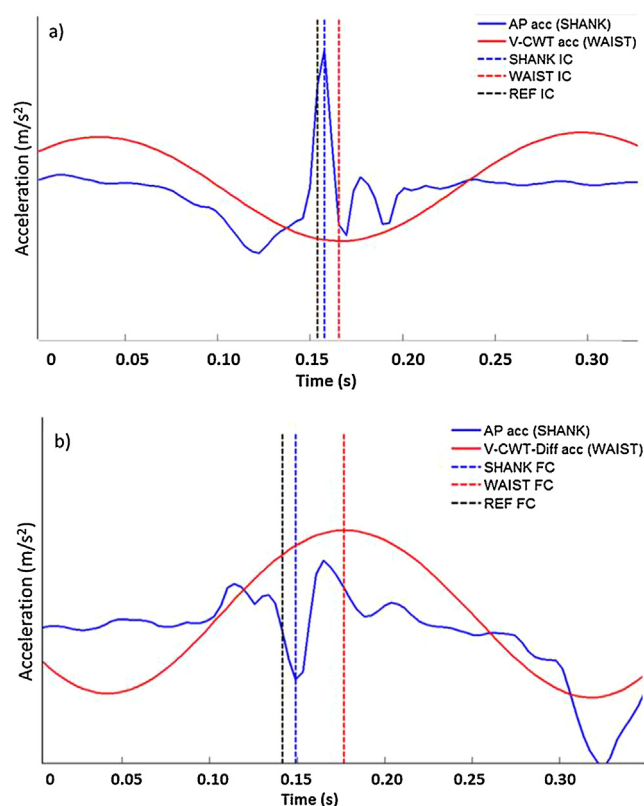 a)
AP acc (SHANK)
V-CWT acc (WAIST)
SHANK IC
WAIST IC
REF IC
Acceleration (m/s²)
0 0.05 0.10 0.15 0.20 0.25 0.30
Time (s)
b)
AP acc (SHANK)
V-CWT-Diff acc (WAIST)
SHANK FC
WAIST FC
REF FC
Acceleration (m/s²)
0 0.05 0.10 0.15 0.20 0.25 0.30
Time (s)